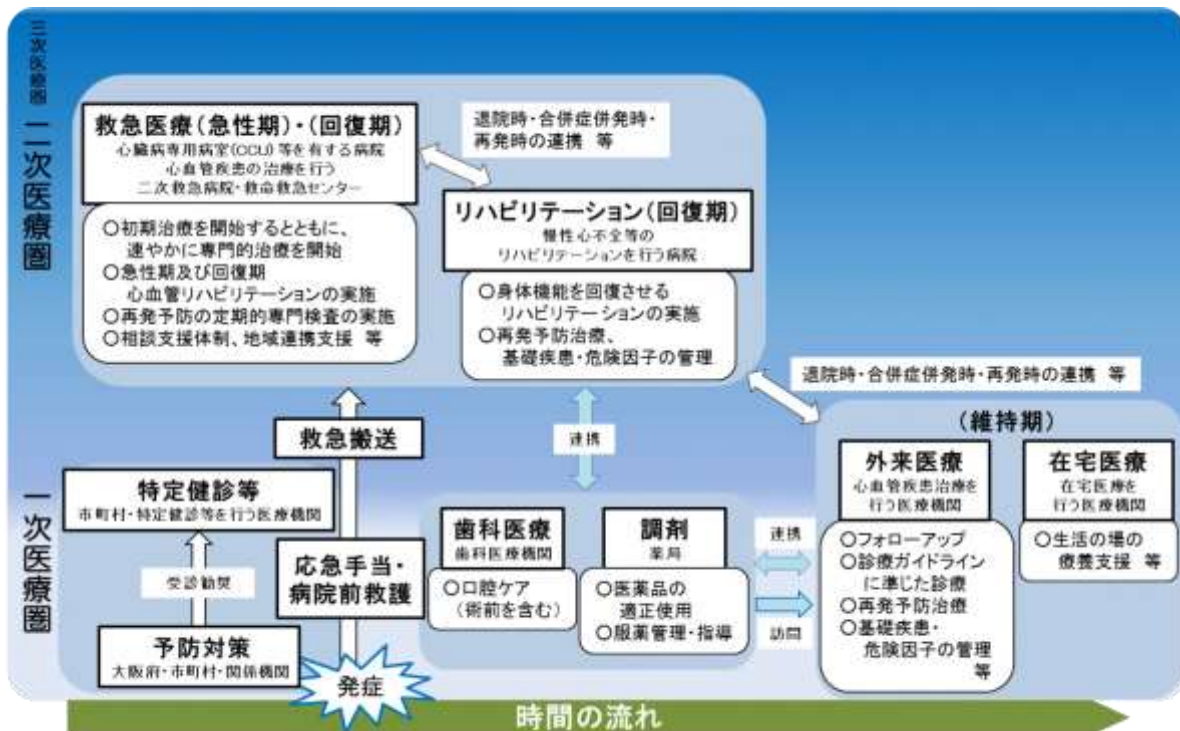 三次医療圏
二次医療圏
救急医療(急性期)・(回復期)
心臓病専用病室(CCU)等を有する病院
心血管疾患の治療を行う
二次救急病院・救命救急センター
○初期治療を開始するとともに、
速やかに専門的治療を開始
○急性期及び回復期
心血管リハビリテーションの実施
○再発予防の定期的専門検査の実施
○相談支援体制、地域連携支援 等
退院時・合併症併発時・
再発時の連携 等
リハビリテーション(回復期)
慢性心不全等の
リハビリテーションを行う病院
○身体機能を回復させる
リハビリテーションの実施
○再発予防治療、
基礎疾患・危険因子の管理
退院時・合併症併発時・再発時の連携 等
救急搬送
連携
一次医療圏
特定健診等
市町村・特定健診等を行う医療機関
受診勧奨
予防対策
大阪府・市町村・関係機関
応急手当・
病院前救護
発症
歯科医療
歯科医療機関
○口腔ケア
(術前を含む)
調剤
薬局
○医薬品の
適正使用
○服薬管理・指導
連携
訪問
(維持期)
外来医療
心血管疾患治療を
行う医療機関
○フォローアップ
○診療ガイドライン
に準じた診療
○再発予防治療
○基礎疾患・
危険因子の管理
等
在宅医療
在宅医療を
行う医療機関
○生活の場の
療養支援 等
時間の流れ